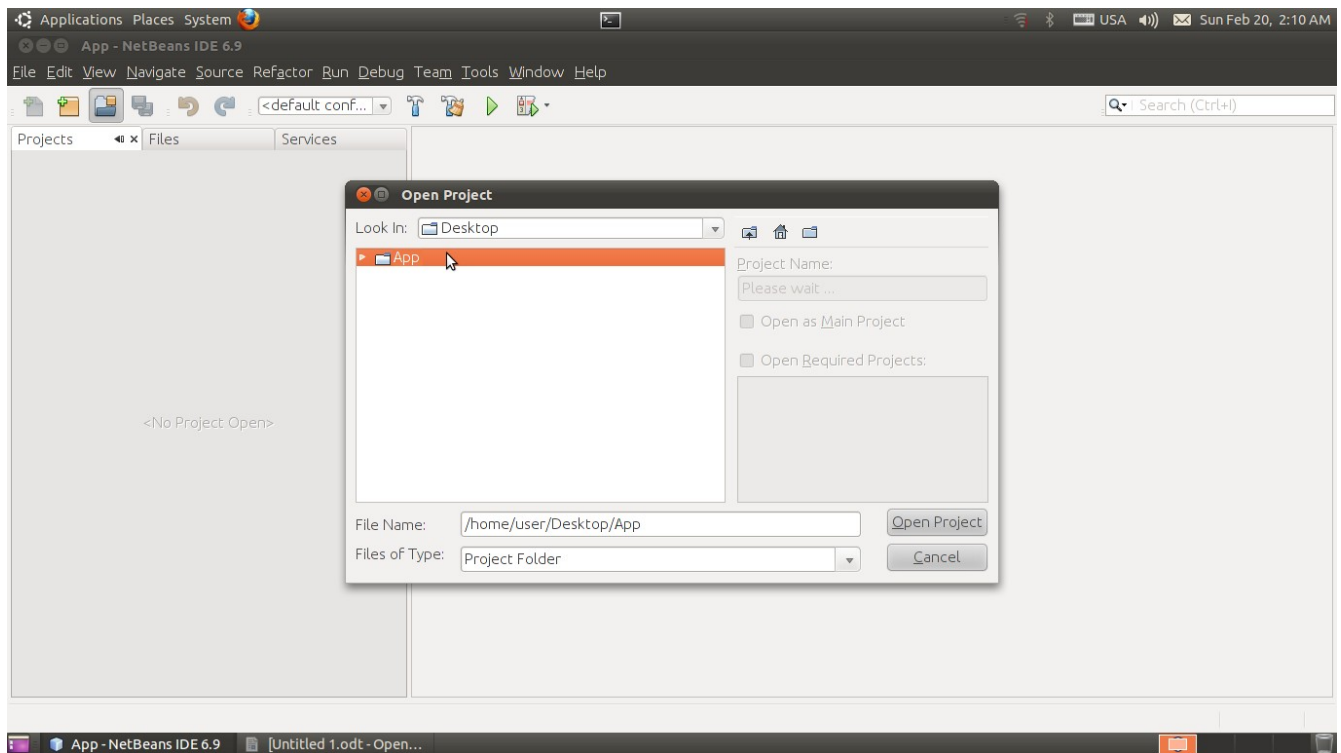 Applications Places System
USA Sun Feb 20, 2:10 AM
App - NetBeans IDE 6.9
File Edit View Navigate Source Refactor Run Debug Team Tools Window Help
<default conf... Search (Ctrl+I)
Projects Files Services
<No Project Open>
Open Project
Look In: Desktop
App
Project Name:
Please wait ...
Open as Main Project
Open Required Projects:
File Name: /home/user/Desktop/App
Open Project
Files of Type: Project Folder
Cancel
App - NetBeans IDE 6.9 [Untitled 1.odt - Open...